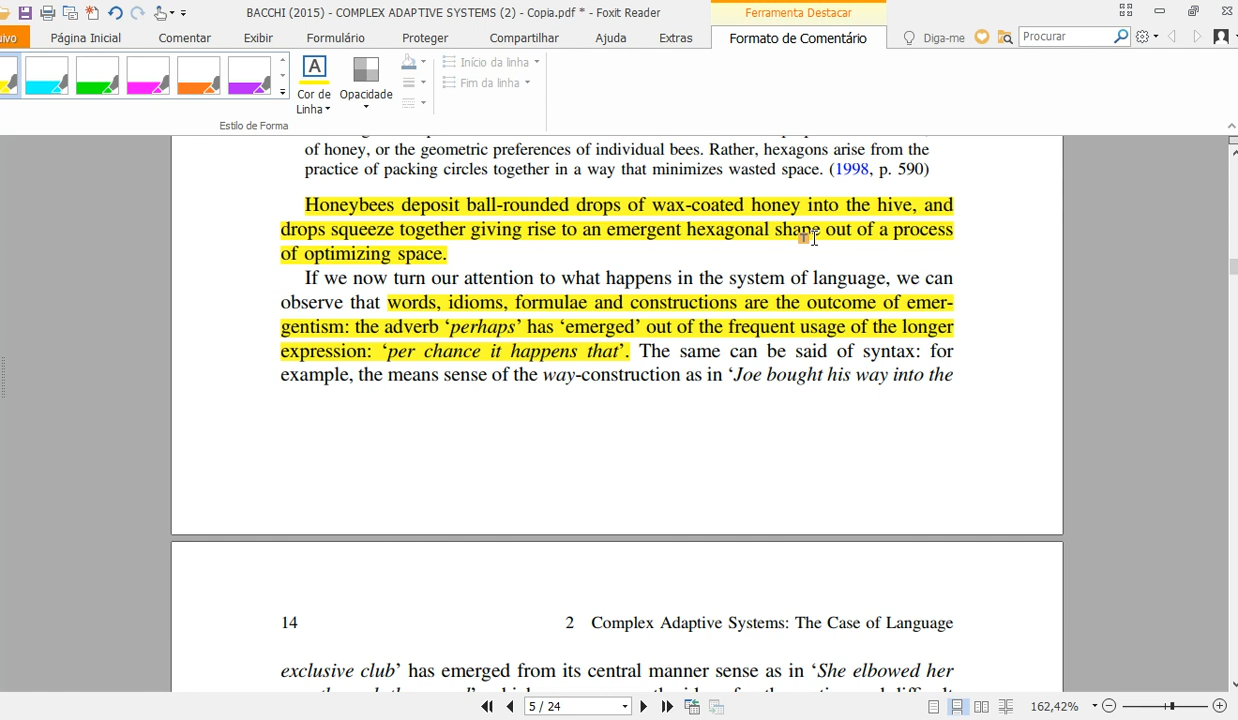 BACCHI (2015) - COMPLEX ADAPTIVE SYSTEMS (2) - Copia.pdf * - Foxit Reader
Ferramenta Destacar
ivo Página Inicial Comentar Exibir Formulário Proteger Compartilhar Ajuda Extras Formato de Comentário Diga-me Procurar
Cor de Linha
Opacidade
Início da linha
Fim da linha
Estilo de Forma
of honey, or the geometric preferences of individual bees. Rather, hexagons arise from the
practice of packing circles together in a way that minimizes wasted space. (1998, p. 590)
Honeybees deposit ball-rounded drops of wax-coated honey into the hive, and
drops squeeze together giving rise to an emergent hexagonal shape out of a process
of optimizing space.
If we now turn our attention to what happens in the system of language, we can
observe that words, idioms, formulae and constructions are the outcome of emer-
gentism: the adverb ‘perhaps’ has ‘emerged’ out of the frequent usage of the longer
expression: ‘per chance it happens that’. The same can be said of syntax: for
example, the means sense of the way-construction as in ‘Joe bought his way into the
14 2 Complex Adaptive Systems: The Case of Language
exclusive club’ has emerged from its central manner sense as in ‘She elbowed her
5 / 24
162,42%